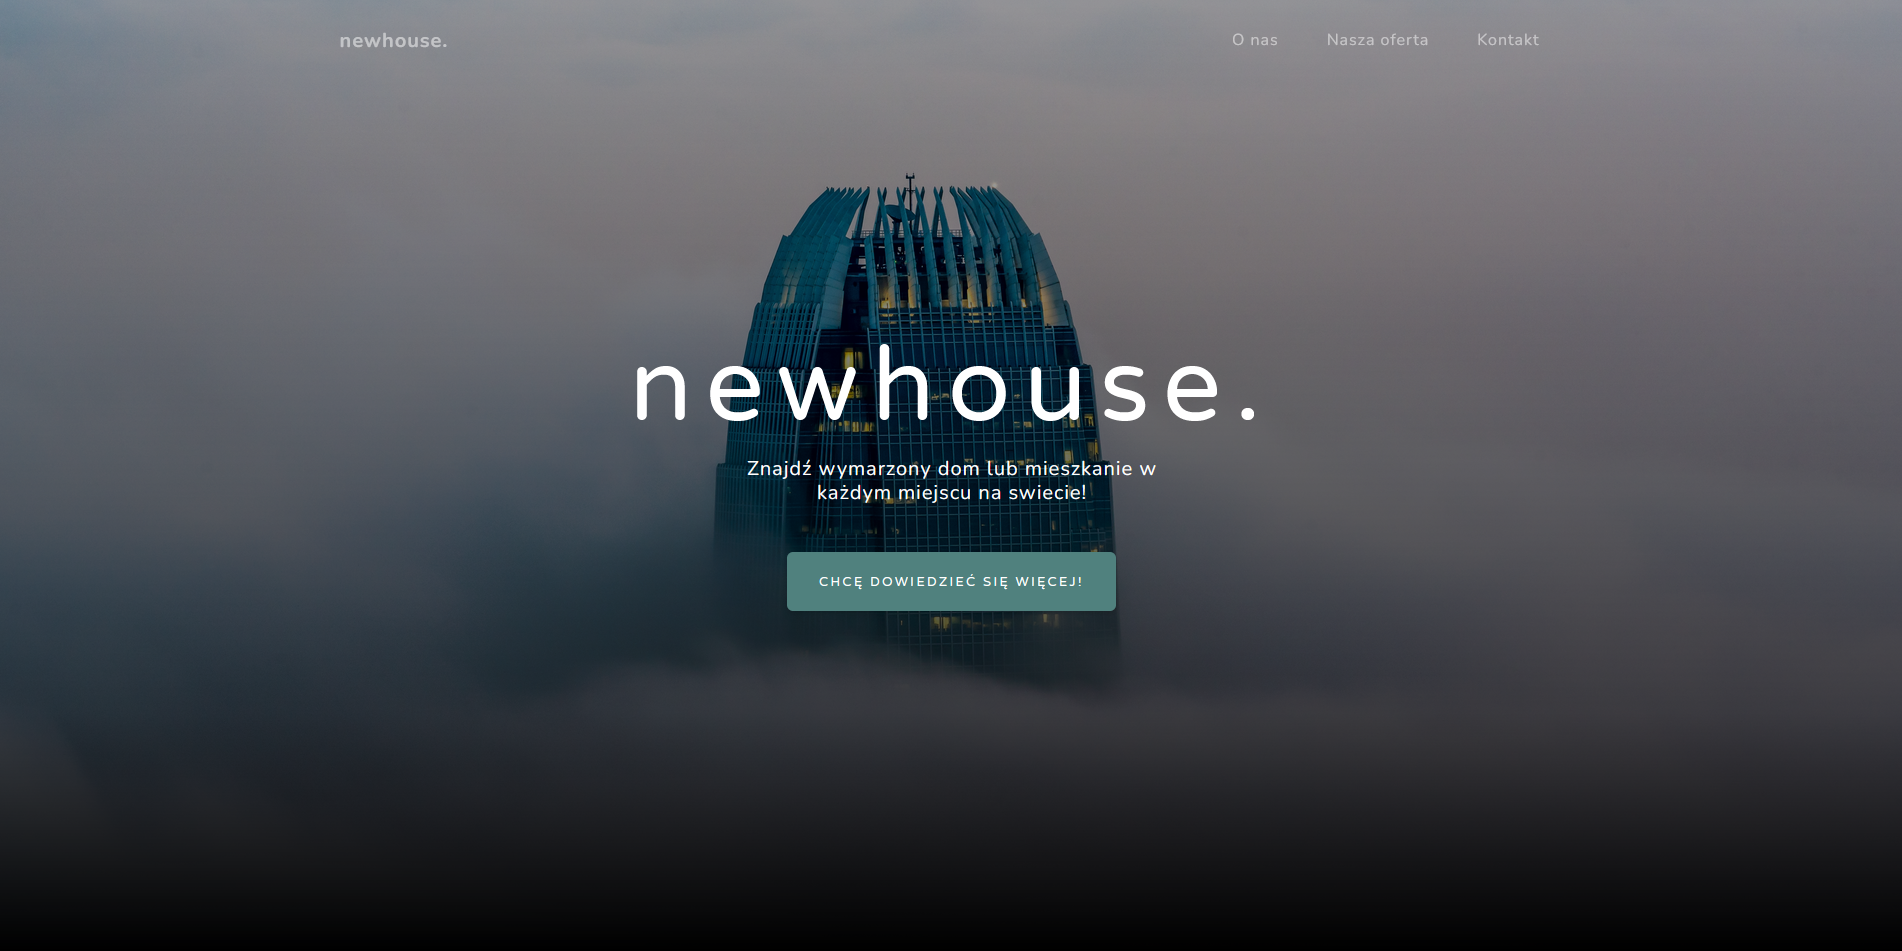 newhouse.
O nas
Nasza oferta
Kontakt
newhouse.
Znajdź wymarzony dom lub mieszkanie w
każdym miejscu na swiecie!
CHCĘ DOWIEDZIEĆ SIĘ WIĘCEJ!